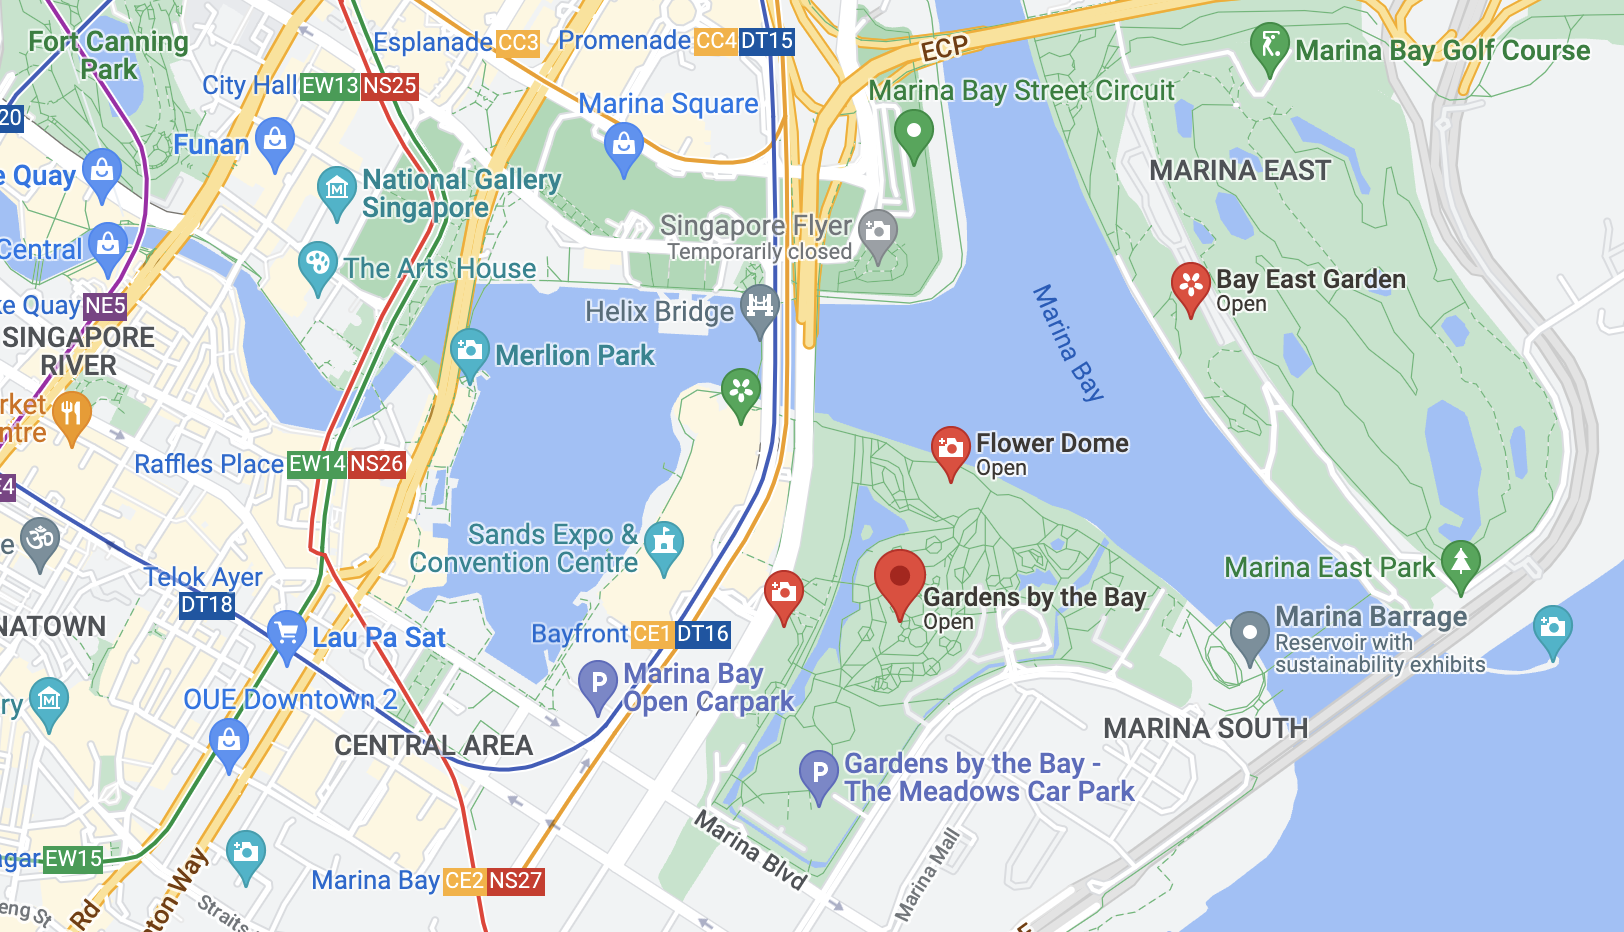 Fort Canning
Park
Esplanade CC3
Promenade CC4 DT15
ECP
Marina Bay Golf Course
City Hall EW13 NS25
Marina Square
Marina Bay Street Circuit
20
Funan
e Quay
National Gallery
Singapore
MARINA EAST
Singapore Flyer
Temporarily closed
Central
The Arts House
Bay East Garden
Open
ke Quay NE5
Helix Bridge
Marina Bay
SINGAPORE
RIVER
Merlion Park
rket
ntre
Flower Dome
Open
Raffles Place EW14 NS26
E4
Sands Expo &
Convention Centre
e
Telok Ayer
DT18
Gardens by the Bay
Open
Marina East Park
Marina Barrage
Reservoir with
sustainability exhibits
NATOWN
Lau Pa Sat
Bayfront CE1 DT16
Marina Bay
Open Carpark
OUE Downtown 2
ry
CENTRAL AREA
MARINA SOUTH
Gardens by the Bay -
The Meadows Car Park
Marina Blvd
Marina Mall
gar EW15
Marina Bay CE2 NS27
eng St
Rd
ton Way
Straits